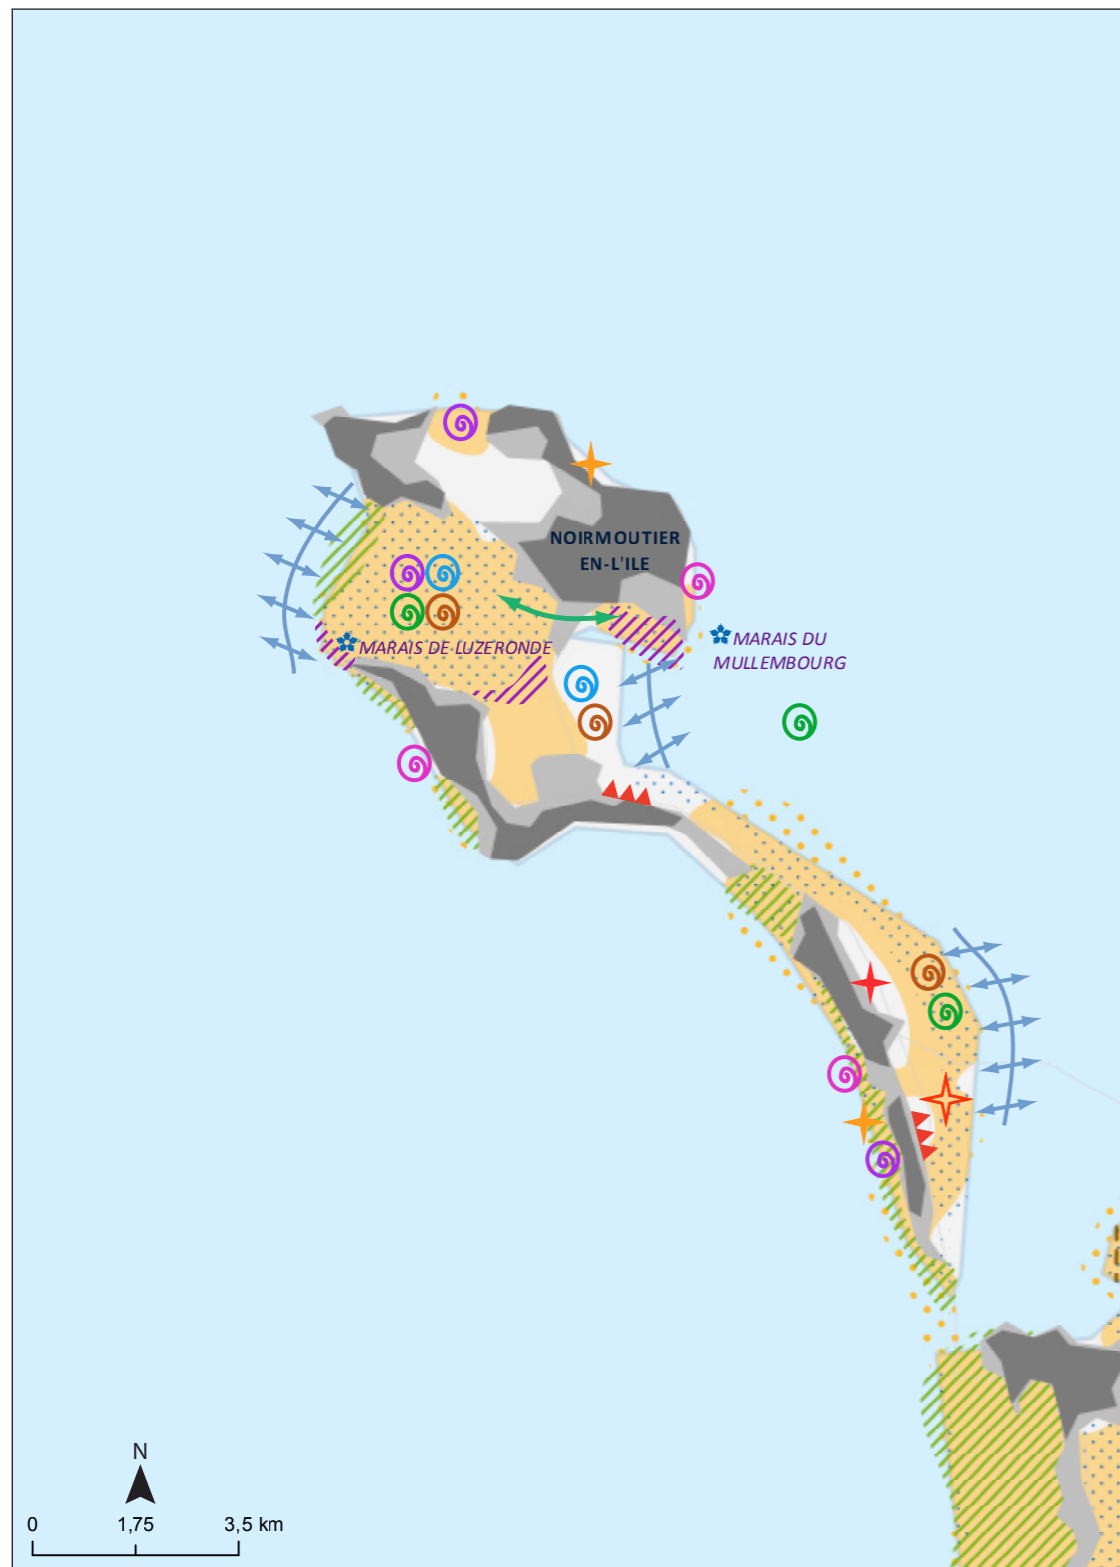 NOIRMOUTIER
EN-L'ILE
MARAIS DE LUZERONDE
MARAIS DU
MULLEMBOURG
N
0 1,75 3,5 km